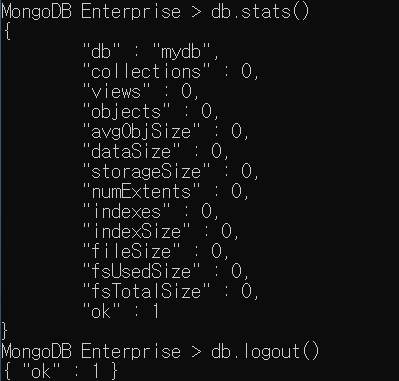 MongoDB Enterprise > db.stats()
{
        "db" : "mydb",
        "collections" : 0,
        "views" : 0,
        "objects" : 0,
        "avgObjSize" : 0,
        "dataSize" : 0,
        "storageSize" : 0,
        "numExtents" : 0,
        "indexes" : 0,
        "indexSize" : 0,
        "fileSize" : 0,
        "fsUsedSize" : 0,
        "fsTotalSize" : 0,
        "ok" : 1
}
MongoDB Enterprise > db.logout()
{ "ok" : 1 }